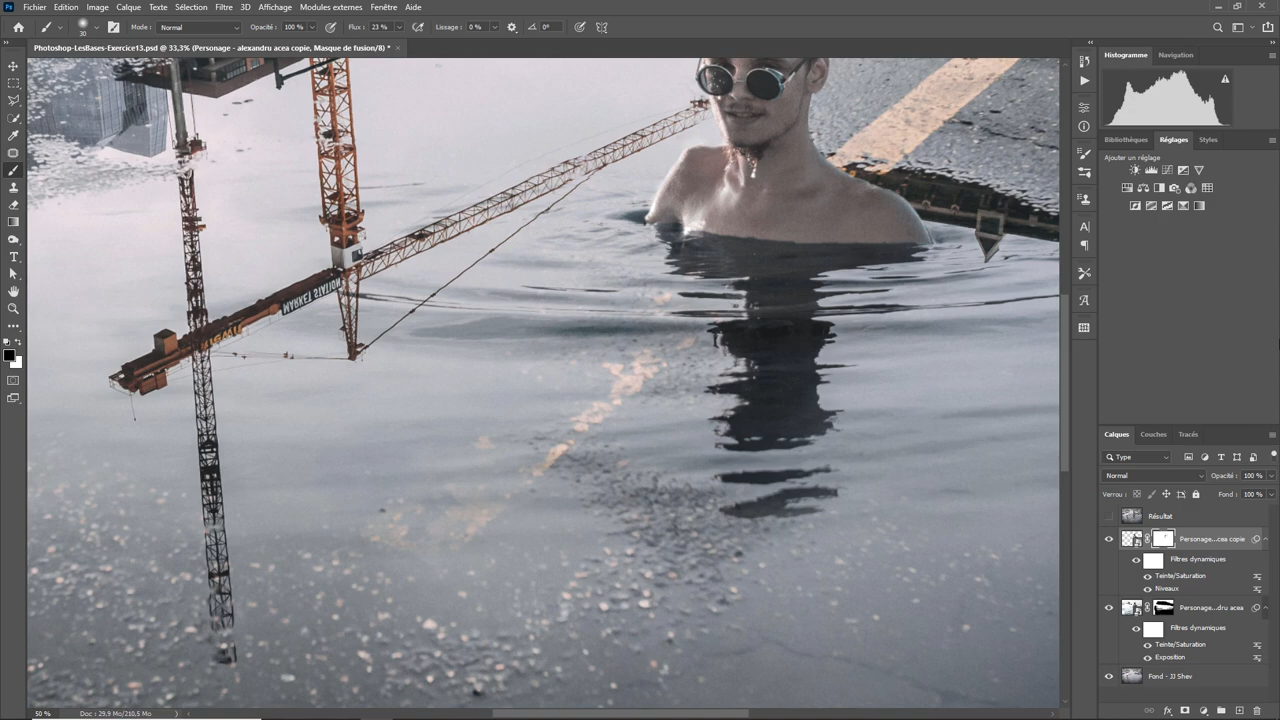 Ps Fichier Edition Image Calque Texte Sélection Filtre 3D Affichage Modules externes Fenêtre Aide
30 Mode : Normal Opacité : 100 % Flux : 23 % Lissage : 0 % 0°
Photoshop-LesBases-Exercice13.psd @ 33,3% (Personage - alexandru acea copie, Masque de fusion/8) * ×
Histogramme Navigation
Bibliothèques Réglages Styles
Ajouter un réglage
MARKET STATION
Calques Couches Tracés
Type
Normal Opacité : 100 %
Verrou : Fond : 100 %
Résultat
Personage...cea copie
Filtres dynamiques
Teinte/Saturation
Niveaux
Personage...dru acea
Filtres dynamiques
Teinte/Saturation
Exposition
Fond - JJ Shev
50 % Doc : 29,9 Mo/210,5 Mo